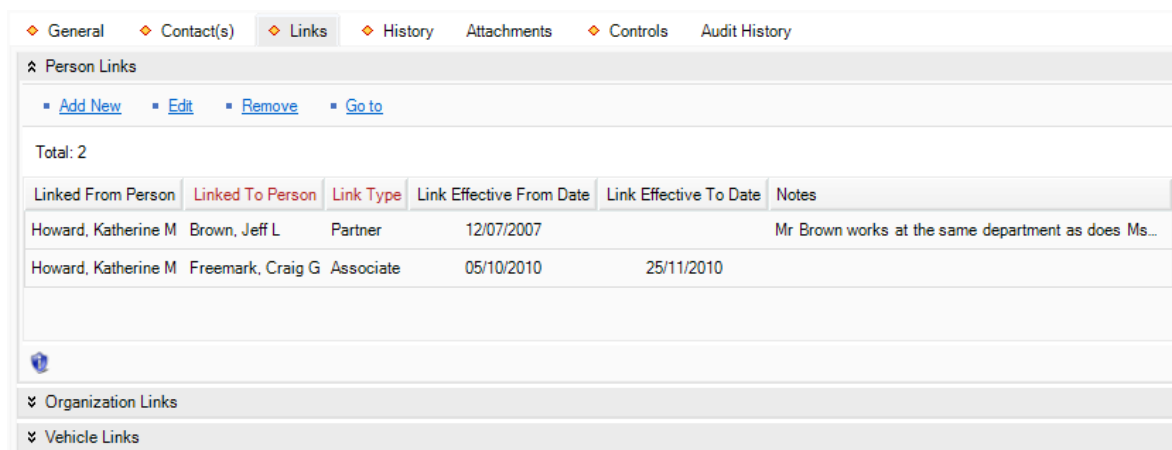 General Contact(s) Links History Attachments Controls Audit History
Person Links
Add New Edit Remove Go to
Total: 2
Linked From Person Linked To Person Link Type Link Effective From Date Link Effective To Date Notes
Howard, Katherine M Brown, Jeff L Partner 12/07/2007 Mr Brown works at the same department as does Ms...
Howard, Katherine M Freemark, Craig G Associate 05/10/2010 25/11/2010
Organization Links
Vehicle Links